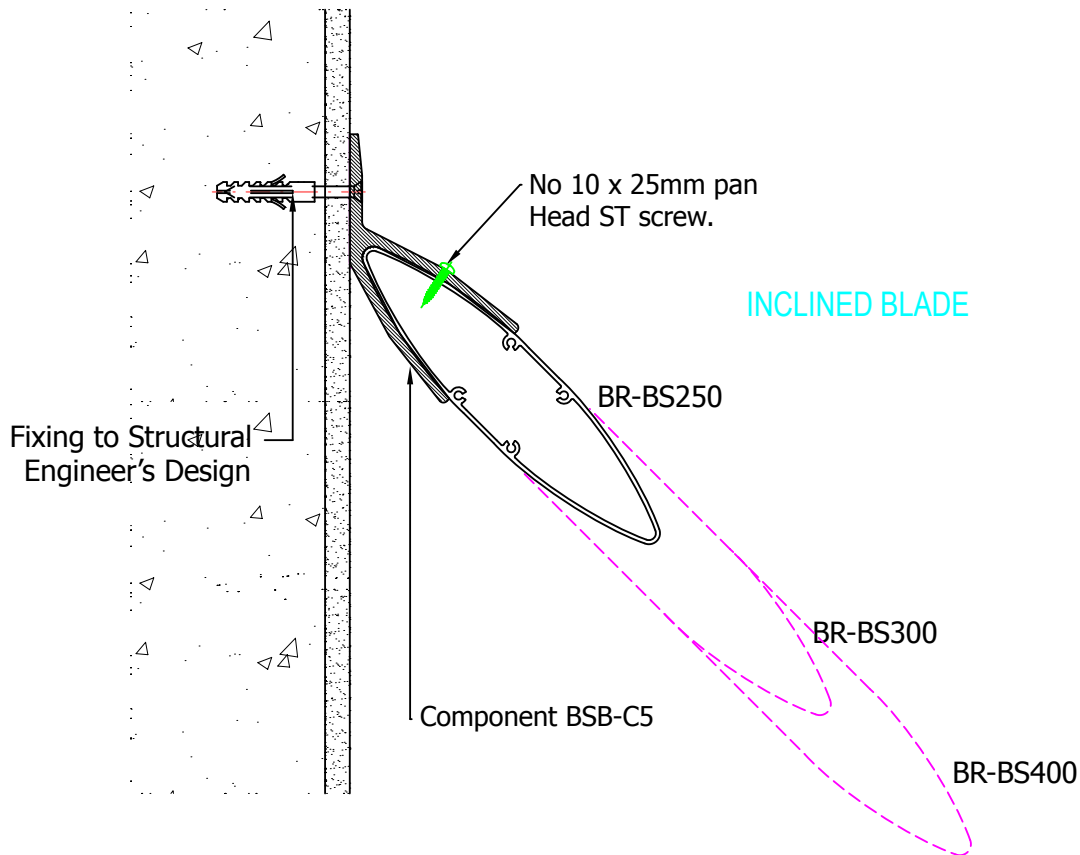 No 10 x 25mm pan
Head ST screw.
INCLINED BLADE
BR-BS250
Fixing to Structural
Engineer’s Design
BR-BS300
Component BSB-C5
BR-BS400